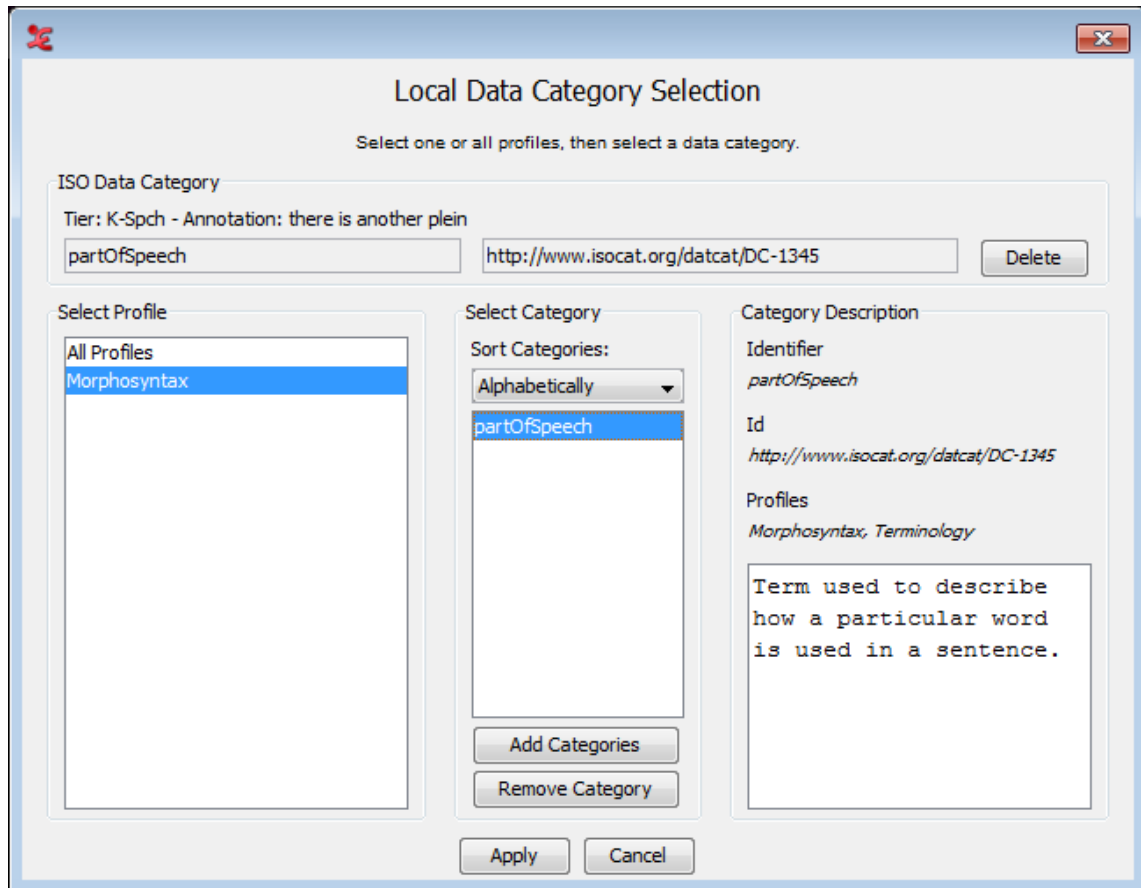 Local Data Category Selection
Select one or all profiles, then select a data category.
ISO Data Category
Tier: K-Spch - Annotation: there is another plein
partOfSpeech
http://www.isocat.org/datcat/DC-1345
Delete
Select Profile
All Profiles
Morphosyntax
Select Category
Sort Categories:
Alphabetically
partOfSpeech
Add Categories
Remove Category
Category Description
Identifier
partOfSpeech
Id
http://www.isocat.org/datcat/DC-1345
Profiles
Morphosyntax, Terminology
Term used to describe
how a particular word
is used in a sentence.
Apply
Cancel